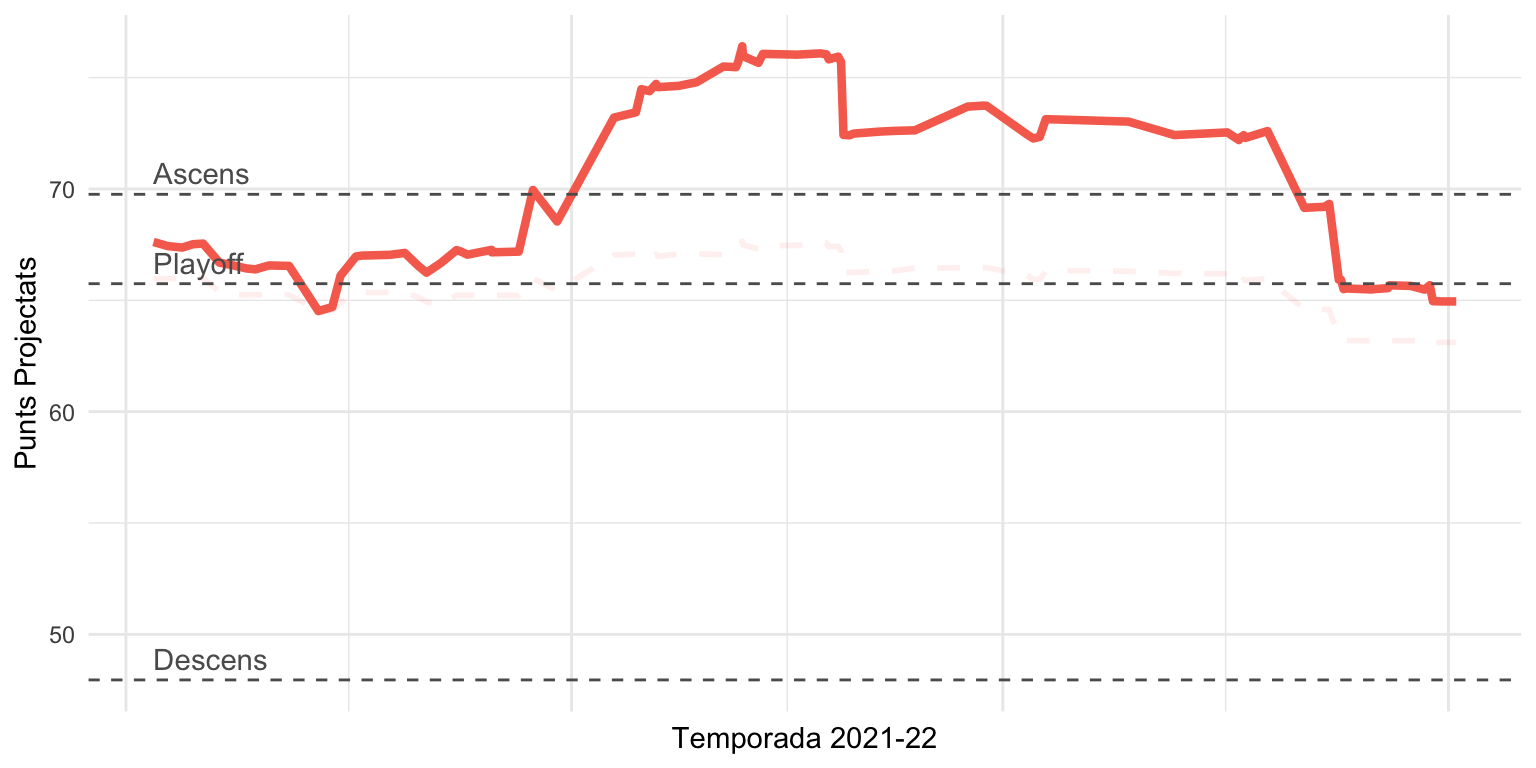 Ascens
70
Playoff
Punts Projectats
60
50
Descens
Temporada 2021-22